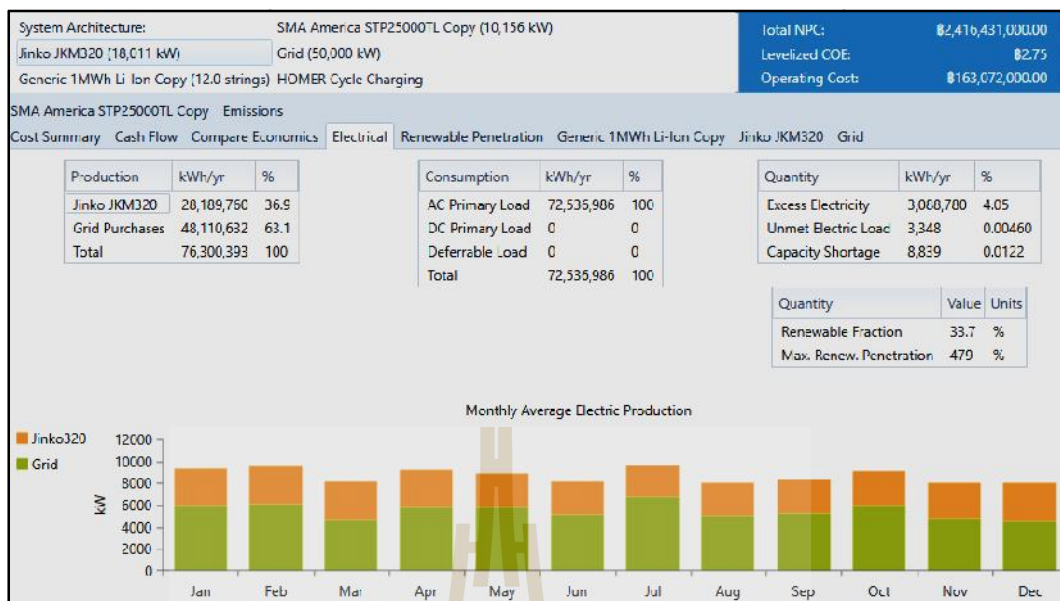 System Architecture: SMA America STP25000TL Copy (10,156 kW)
Jinko JKM320 (18,011 kW) Grid (50,000 kW)
Generic 1MWh Li-Ion Copy (12.0 strings) HOMER Cycle Charging
Total NPC: ฿2,416,431,000.00
Levelized COE: ฿2.75
Operating Cost: ฿163,072,000.00
SMA America STP25000TL Copy Emissions
Cost Summary Cash Flow Compare Economics Electrical Renewable Penetration Generic 1MWh Li-Ion Copy Jinko JKM320 Grid
Production kWh/yr %
Jinko JKM320 28,189,760 36.9
Grid Purchases 48,110,632 63.1
Total 76,300,393 100
Consumption kWh/yr %
AC Primary Load 72,536,986 100
DC Primary Load 0 0
Deferrable Load 0 0
Total 72,536,986 100
Quantity kWh/yr %
Excess Electricity 3,088,780 4.05
Unmet Electric Load 3,348 0.00460
Capacity Shortage 8,839 0.0122
Quantity Value Units
Renewable Fraction 33.7 %
Max. Renew. Penetration 479 %
Monthly Average Electric Production
Jinko320
Grid
kW
12000
10000
8000
6000
4000
2000
0
Jan Feb Mar Apr May Jun Jul Aug Sep Oct Nov Dec